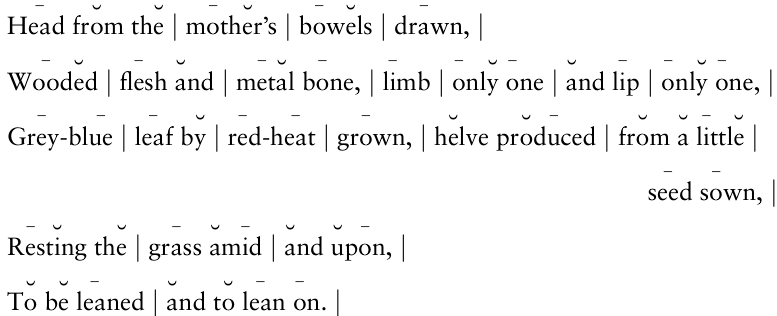 Head from the | mother’s | bowels | drawn, |
Wooded | flesh and | metal bone, | limb | only one | and lip | only one, |
Grey-blue | leaf by | red-heat | grown, | helve produced | from a little |
seed sown, |
Resting the | grass amid | and upon, |
To be leaned | and to lean on. |